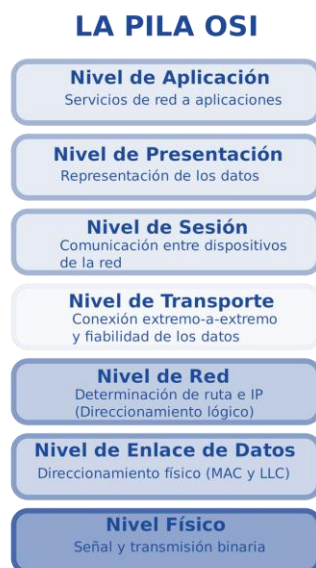 LA PILA OSI
Nivel de Aplicación
Servicios de red a aplicaciones
Nivel de Presentación
Representación de los datos
Nivel de Sesión
Comunicación entre dispositivos
de la red
Nivel de Transporte
Conexión extremo-a-extremo
y fiabilidad de los datos
Nivel de Red
Determinación de ruta e IP
(Direccionamiento lógico)
Nivel de Enlace de Datos
Direccionamiento físico (MAC y LLC)
Nivel Físico
Señal y transmisión binaria